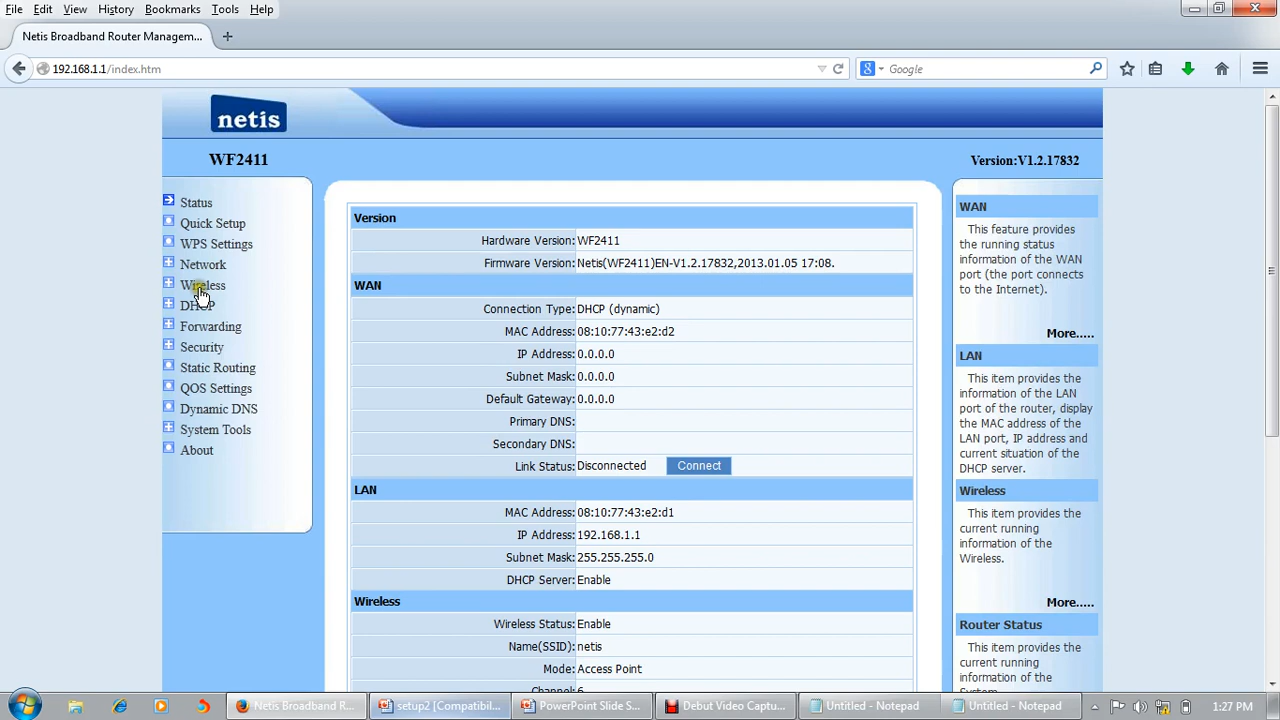 File Edit View History Bookmarks Tools Help
Netis Broadband Router Managem...
192.168.1.1/index.htm
Google
netis
WF2411
Version:V1.2.17832
Status
Quick Setup
WPS Settings
Network
Wireless
DHCP
Forwarding
Security
Static Routing
QOS Settings
Dynamic DNS
System Tools
About
Version
Hardware Version: WF2411
Firmware Version: Netis(WF2411)EN-V1.2.17832,2013.01.05 17:08.
WAN
Connection Type: DHCP (dynamic)
MAC Address: 08:10:77:43:e2:d2
IP Address: 0.0.0.0
Subnet Mask: 0.0.0.0
Default Gateway: 0.0.0.0
Primary DNS:
Secondary DNS:
Link Status: Disconnected Connect
LAN
MAC Address: 08:10:77:43:e2:d1
IP Address: 192.168.1.1
Subnet Mask: 255.255.255.0
DHCP Server: Enable
Wireless
Wireless Status: Enable
Name(SSID): netis
Mode: Access Point
Channel: 6
WAN
This feature provides
the running status
information of the WAN
port (the port connects
to the Internet).
More.....
LAN
This item provides the
information of the LAN
port of the router, display
the MAC address of the
LAN port, IP address and
current situation of the
DHCP server.
Wireless
This item provides the
current running
information of the
Wireless.
More.....
Router Status
This item provides the
current running
information of the
System.
Netis Broadband R...
setup2 [Compatibil...
PowerPoint Slide S...
Debut Video Captu...
Untitled - Notepad
Untitled - Notepad
1:27 PM